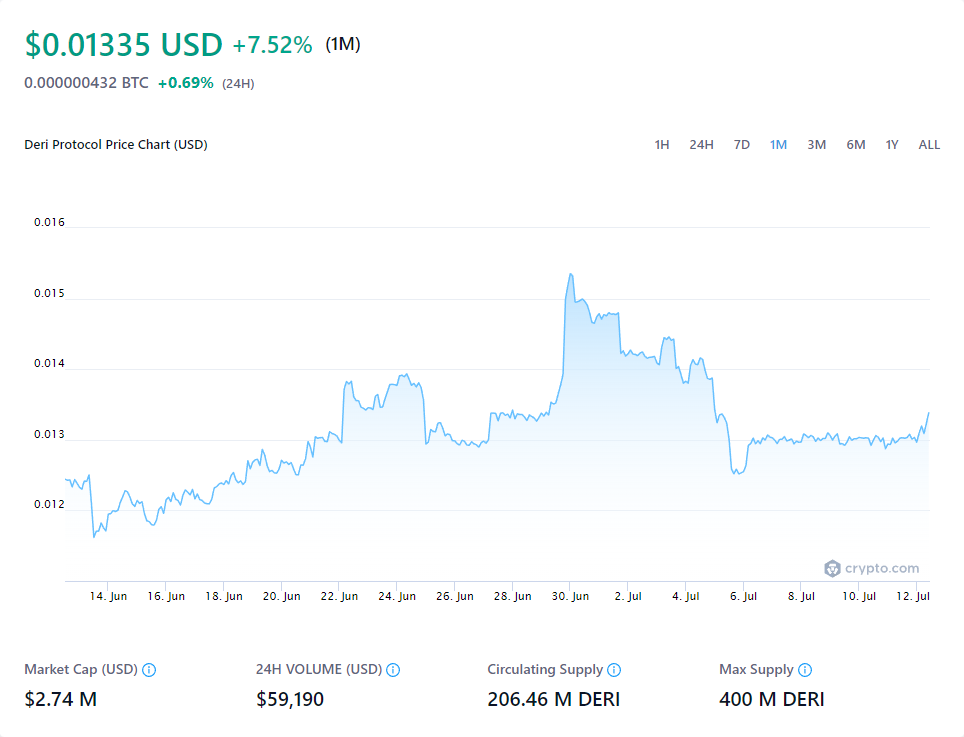 $0.01335 USD +7.52% (1M)
0.000000432 BTC +0.69% (24H)
Deri Protocol Price Chart (USD) 1H 24H 7D 1M 3M 6M 1Y ALL
0.016
0.015
0.014
0.013
0.012
crypto.com
14. Jun 16. Jun 18. Jun 20. Jun 22. Jun 24. Jun 26. Jun 28. Jun 30. Jun 2. Jul 4. Jul 6. Jul 8. Jul 10. Jul 12. Jul
Market Cap (USD) 24H VOLUME (USD) Circulating Supply Max Supply
$2.74 M $59,190 206.46 M DERI 400 M DERI